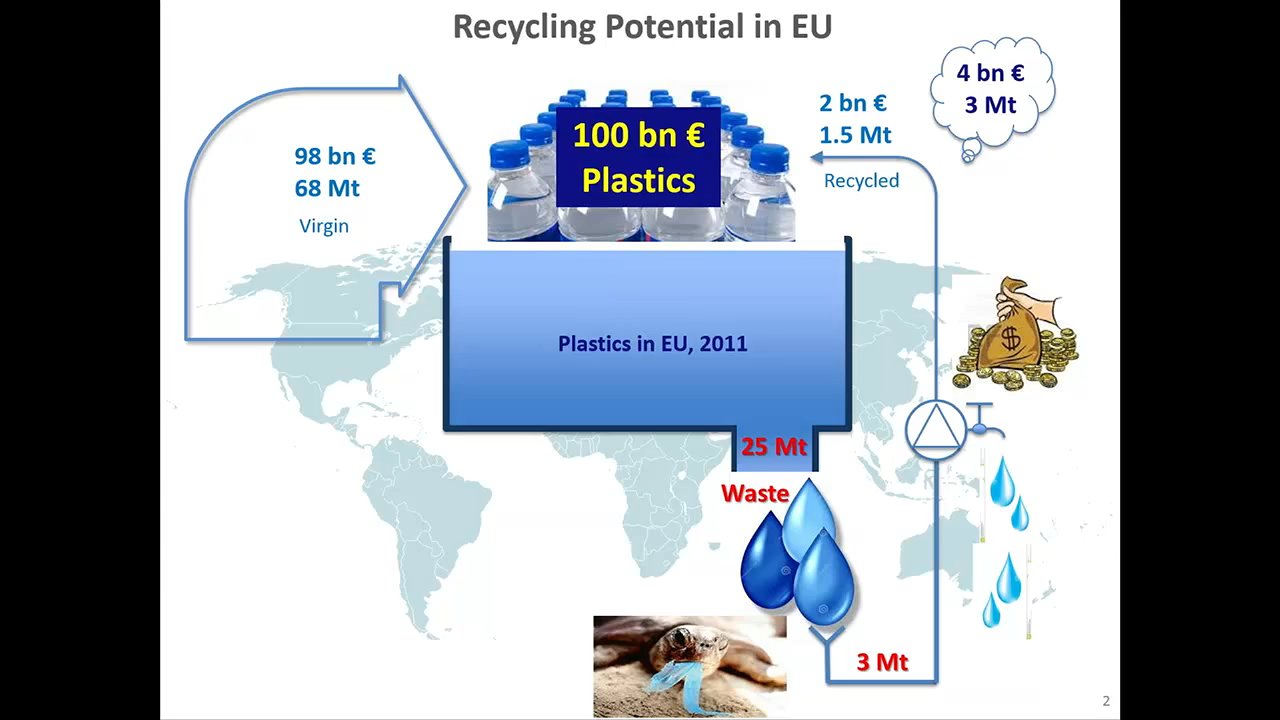 Recycling Potential in EU
4 bn €
3 Mt
2 bn €
1.5 Mt
Recycled
100 bn €
Plastics
98 bn €
68 Mt
Virgin
Plastics in EU, 2011
$
25 Mt
Waste
3 Mt
2